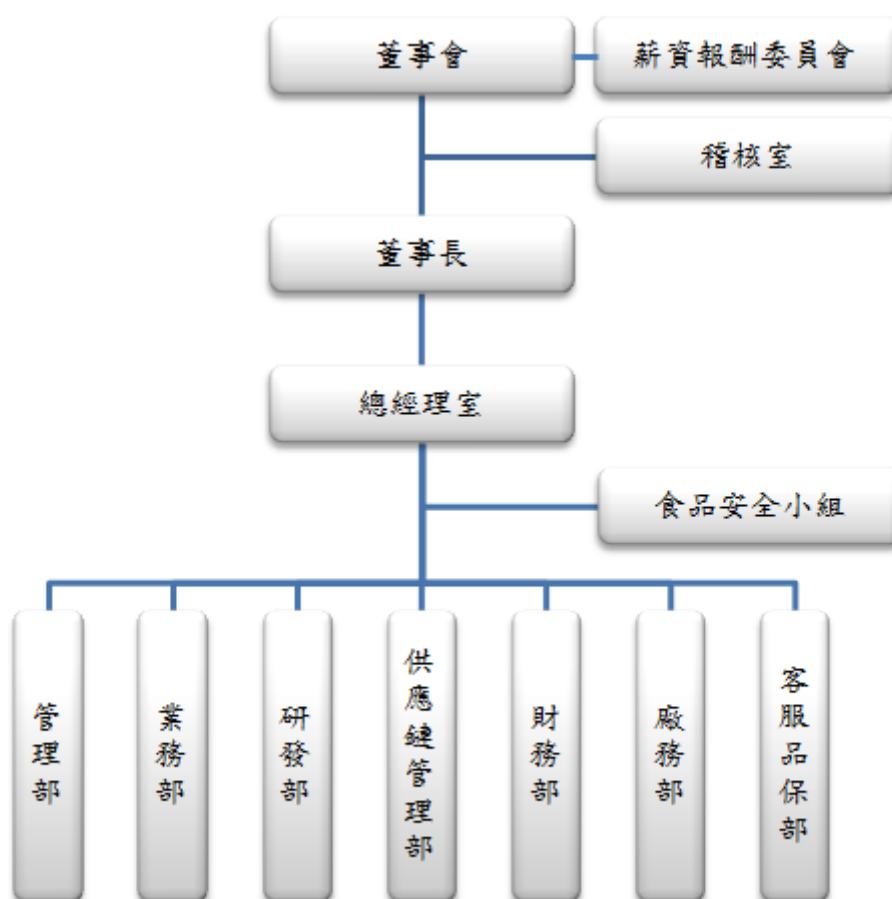 董事會
薪資報酬委員會
稽核室
董事長
總經理室
食品安全小組
管理部
業務部
研發部
供應鏈管理部
財務部
廠務部
客服品保部